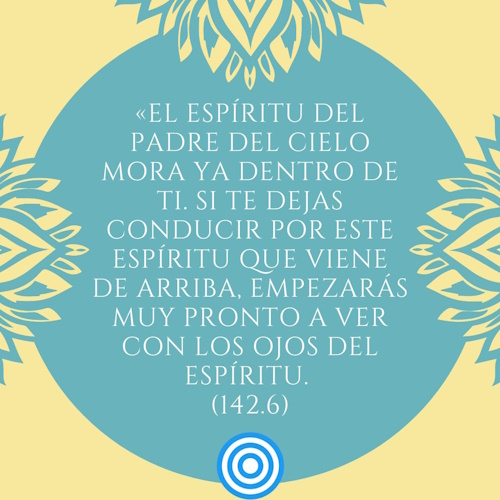 «EL ESPÍRITU DEL
PADRE DEL CIELO
MORA YA DENTRO DE
TI. SI TE DEJAS
CONDUCIR POR ESTE
ESPÍRITU QUE VIENE
DE ARRIBA, EMPEZARÁS
MUY PRONTO A VER
CON LOS OJOS DEL
ESPÍRITU.
(142.6)